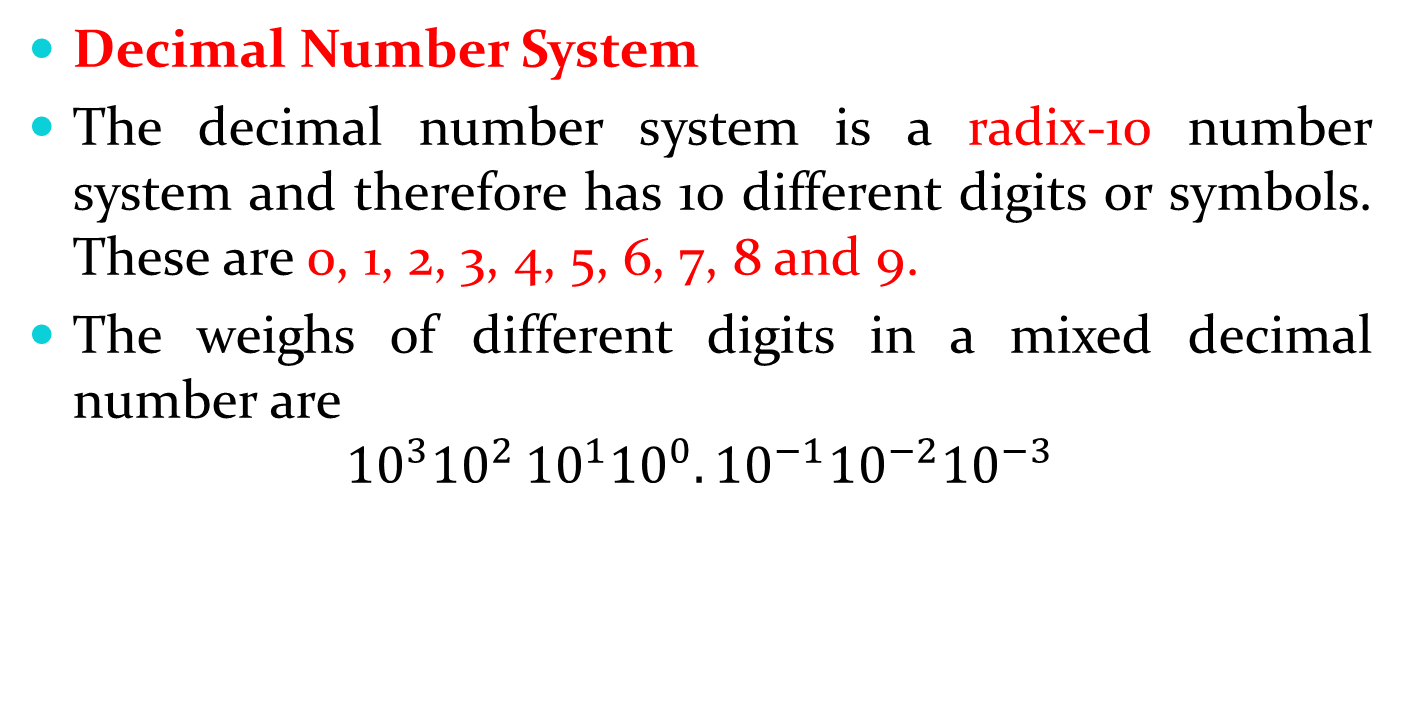 • Decimal Number System
• The decimal number system is a radix-10 number
system and therefore has 10 different digits or symbols.
These are 0, 1, 2, 3, 4, 5, 6, 7, 8 and 9.
• The weighs of different digits in a mixed decimal
number are
10³10² 10¹10⁰. 10⁻¹10⁻²10⁻³